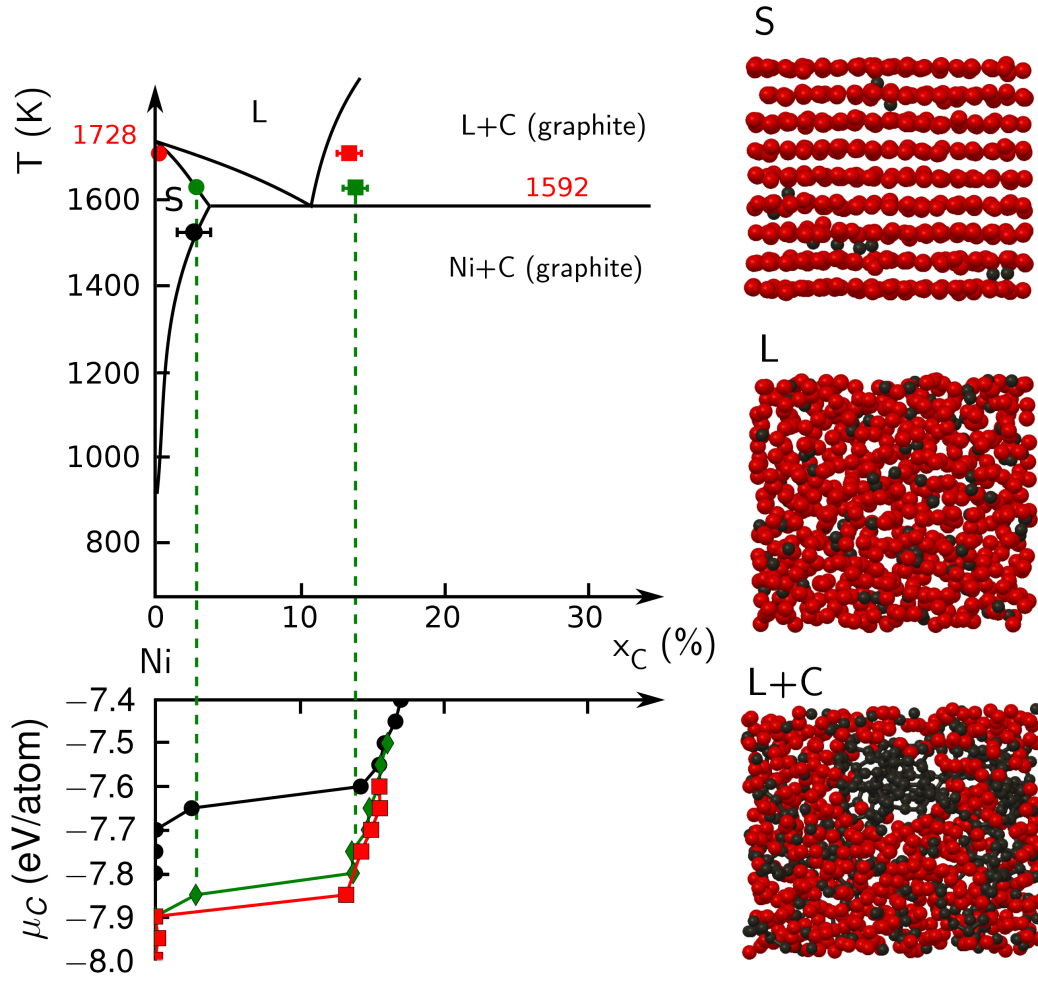 S
T (K)
L
1728
L+C (graphite)
1600
S
1592
1400
Ni+C (graphite)
1200
L
1000
800
0
10
20
30
x_C (%)
Ni
L+C
−7.4
−7.5
−7.6
−7.7
−7.8
−7.9
−8.0
μ_C (eV/atom)